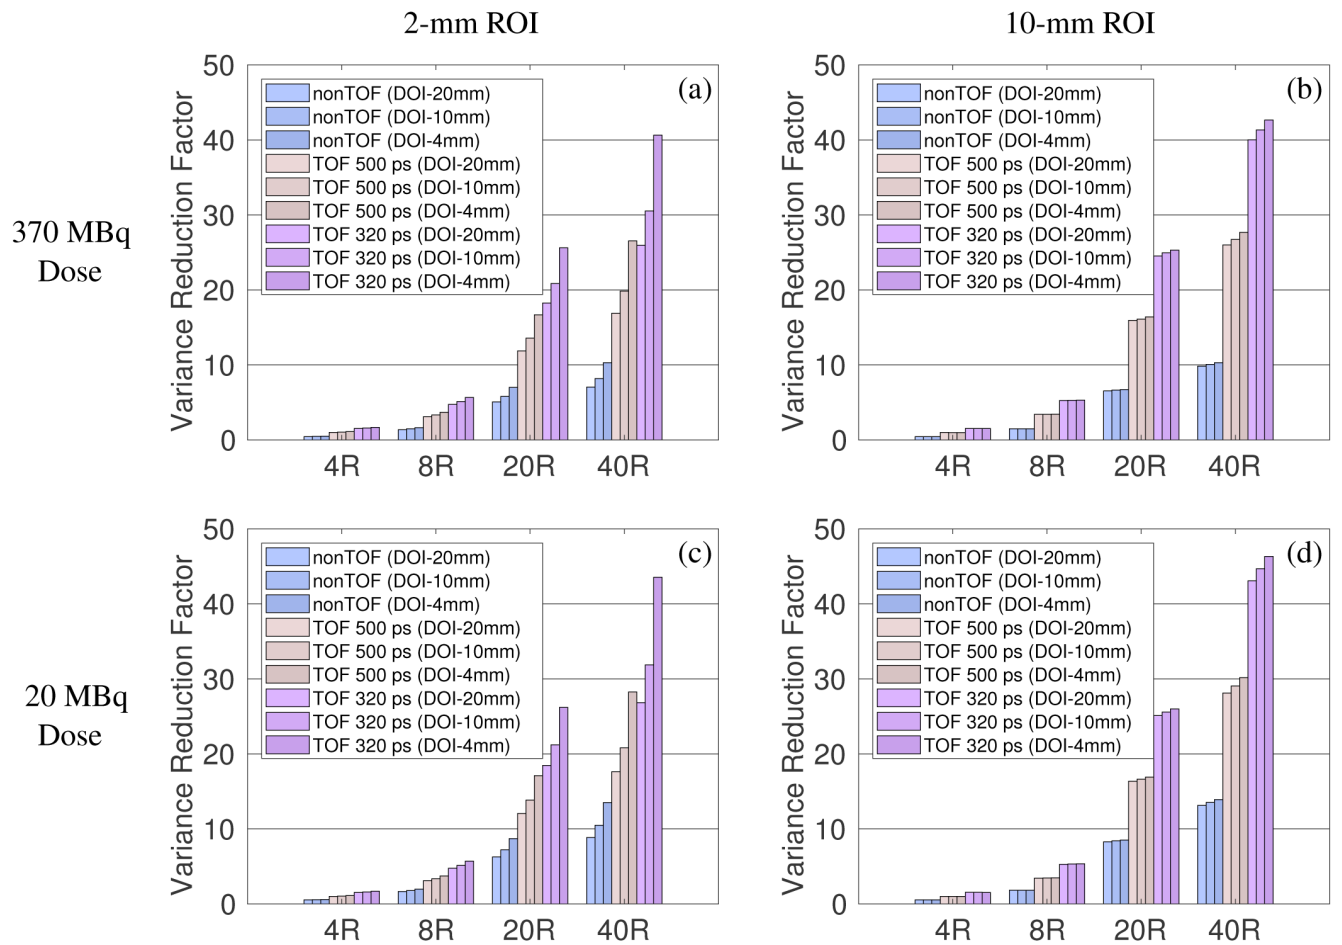 2-mm ROI
10-mm ROI
370 MBq
Dose
Variance Reduction Factor
50
40
30
20
10
0
nonTOF (DOI-20mm)
nonTOF (DOI-10mm)
nonTOF (DOI-4mm)
TOF 500 ps (DOI-20mm)
TOF 500 ps (DOI-10mm)
TOF 500 ps (DOI-4mm)
TOF 320 ps (DOI-20mm)
TOF 320 ps (DOI-10mm)
TOF 320 ps (DOI-4mm)
(a)
4R 8R 20R 40R
Variance Reduction Factor
50
40
30
20
10
0
nonTOF (DOI-20mm)
nonTOF (DOI-10mm)
nonTOF (DOI-4mm)
TOF 500 ps (DOI-20mm)
TOF 500 ps (DOI-10mm)
TOF 500 ps (DOI-4mm)
TOF 320 ps (DOI-20mm)
TOF 320 ps (DOI-10mm)
TOF 320 ps (DOI-4mm)
(b)
4R 8R 20R 40R
20 MBq
Dose
Variance Reduction Factor
50
40
30
20
10
0
nonTOF (DOI-20mm)
nonTOF (DOI-10mm)
nonTOF (DOI-4mm)
TOF 500 ps (DOI-20mm)
TOF 500 ps (DOI-10mm)
TOF 500 ps (DOI-4mm)
TOF 320 ps (DOI-20mm)
TOF 320 ps (DOI-10mm)
TOF 320 ps (DOI-4mm)
(c)
4R 8R 20R 40R
Variance Reduction Factor
50
40
30
20
10
0
nonTOF (DOI-20mm)
nonTOF (DOI-10mm)
nonTOF (DOI-4mm)
TOF 500 ps (DOI-20mm)
TOF 500 ps (DOI-10mm)
TOF 500 ps (DOI-4mm)
TOF 320 ps (DOI-20mm)
TOF 320 ps (DOI-10mm)
TOF 320 ps (DOI-4mm)
(d)
4R 8R 20R 40R